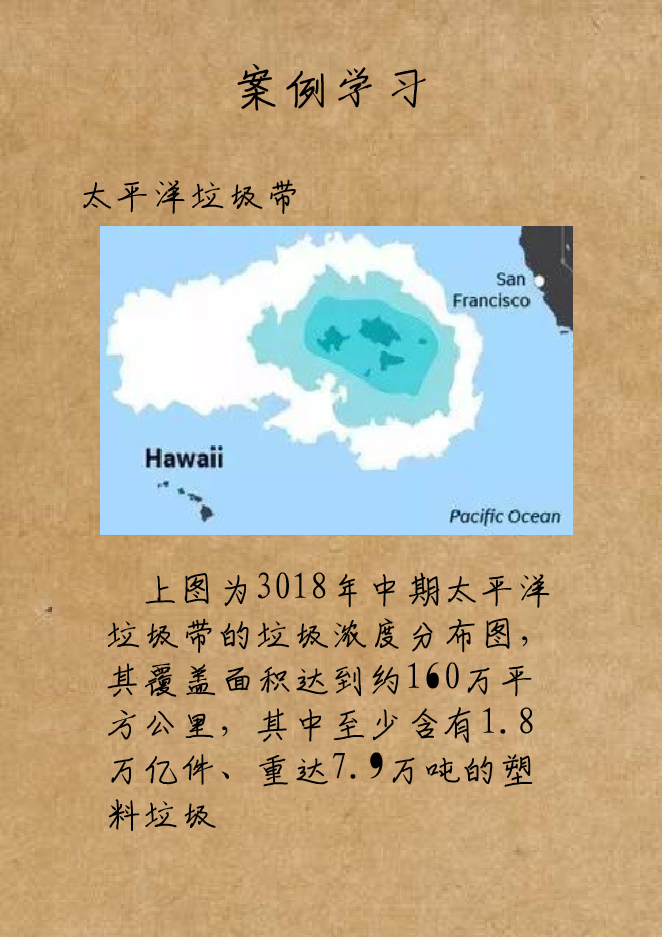 案例学习
太平洋垃圾带
San
Francisco
Hawaii
Pacific Ocean
上图为3018年中期太平洋
垃圾带的垃圾浓度分布图，
其覆盖面积达到约160万平
方公里，其中至少含有1.8
万亿件、重达7.9万吨的塑
料垃圾